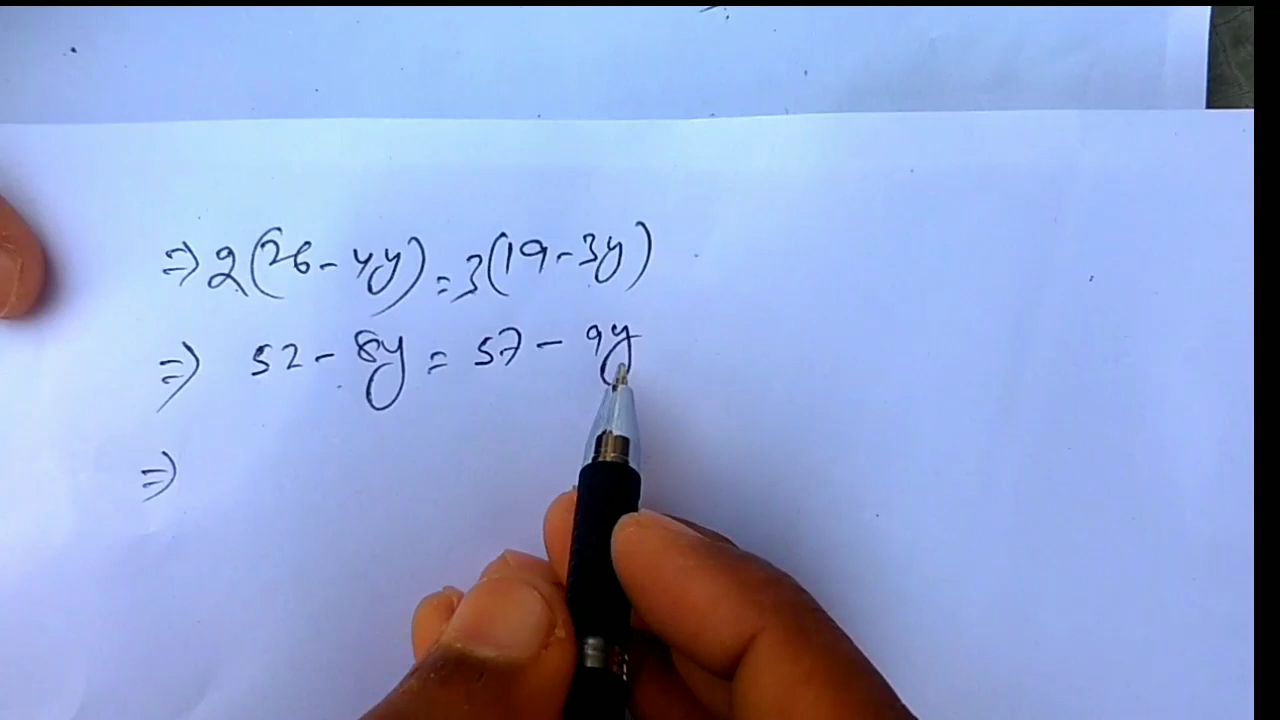 ⇒ 2(26 - 4y) = 3(19 - 3y)
⇒ 52 - 8y = 57 - 9y
⇒